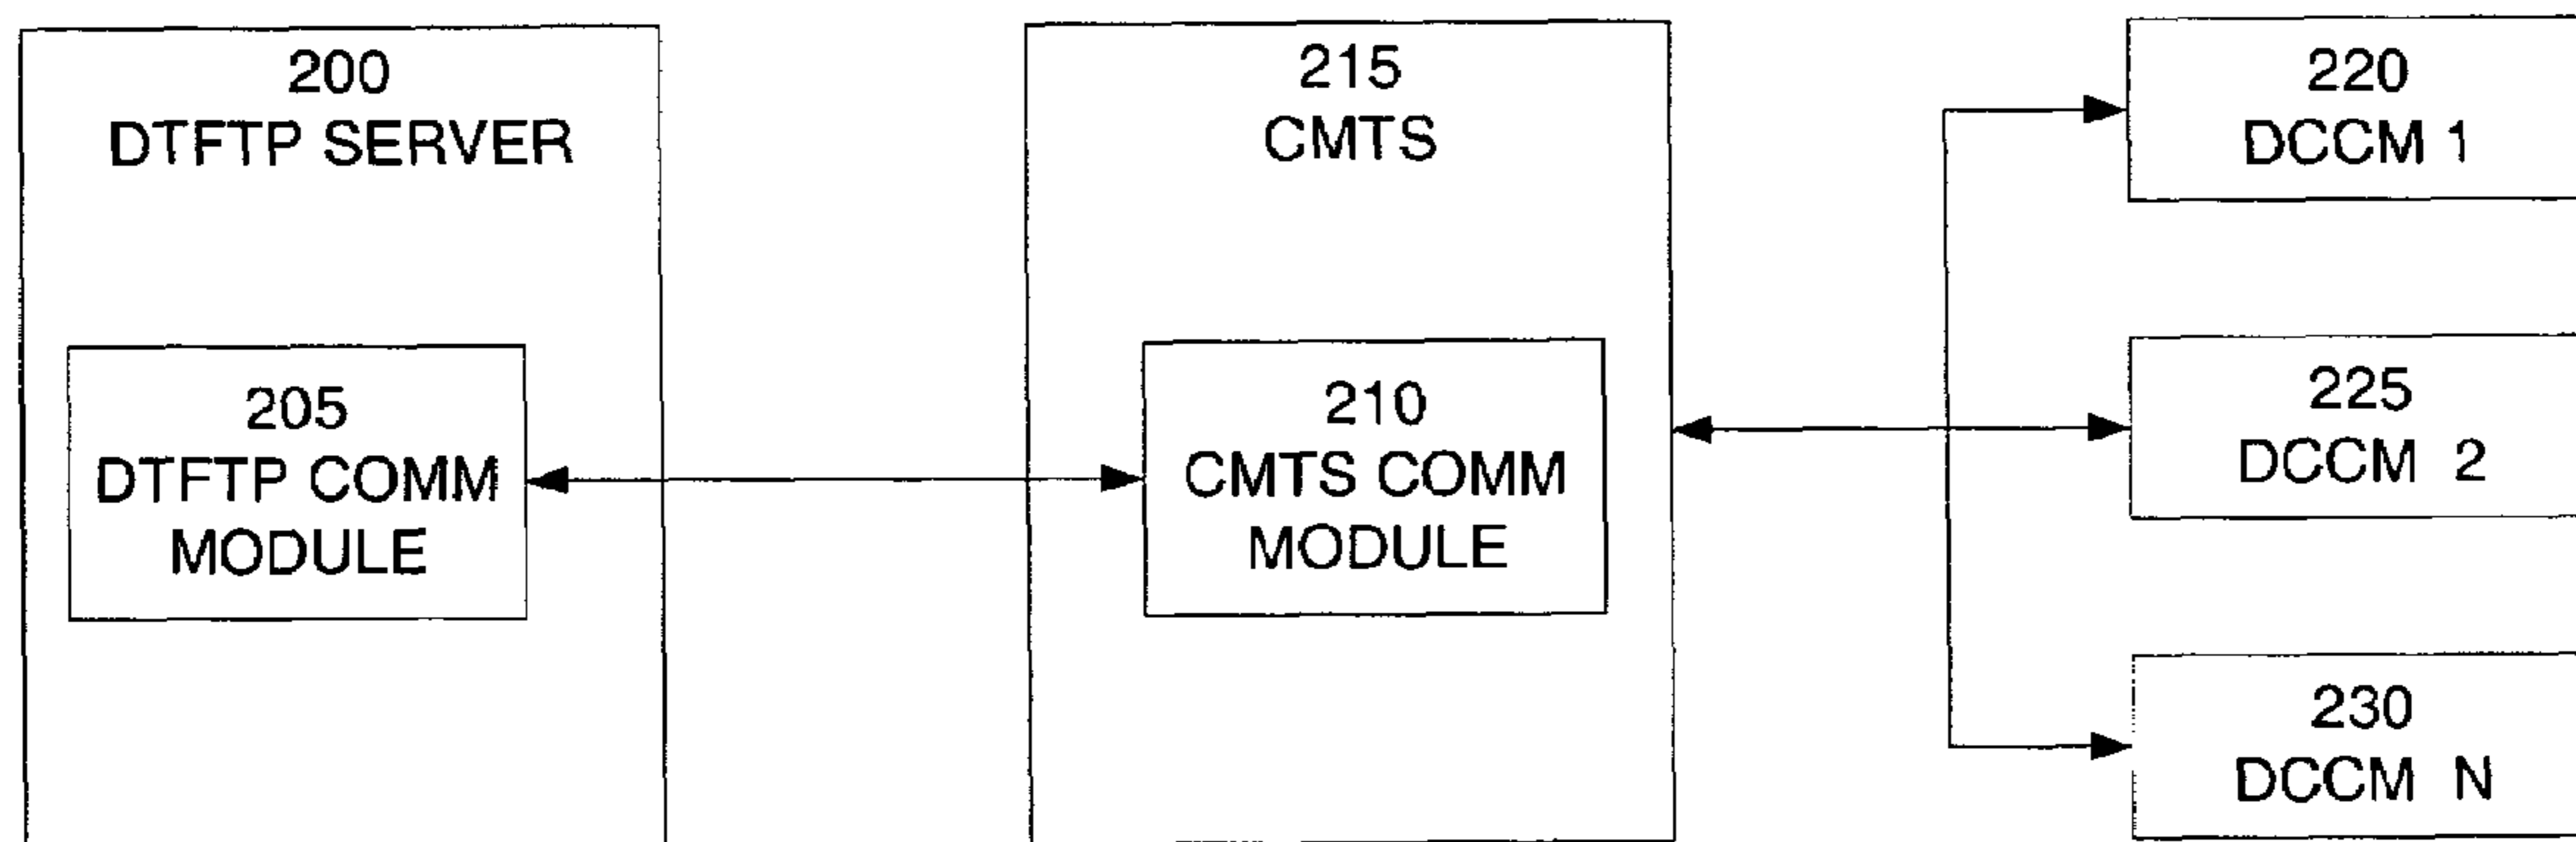 200
DTFTP SERVER
205
DTFTP COMM
MODULE
215
CMTS
210
CMTS COMM
MODULE
220
DCCM 1
225
DCCM 2
230
DCCM N